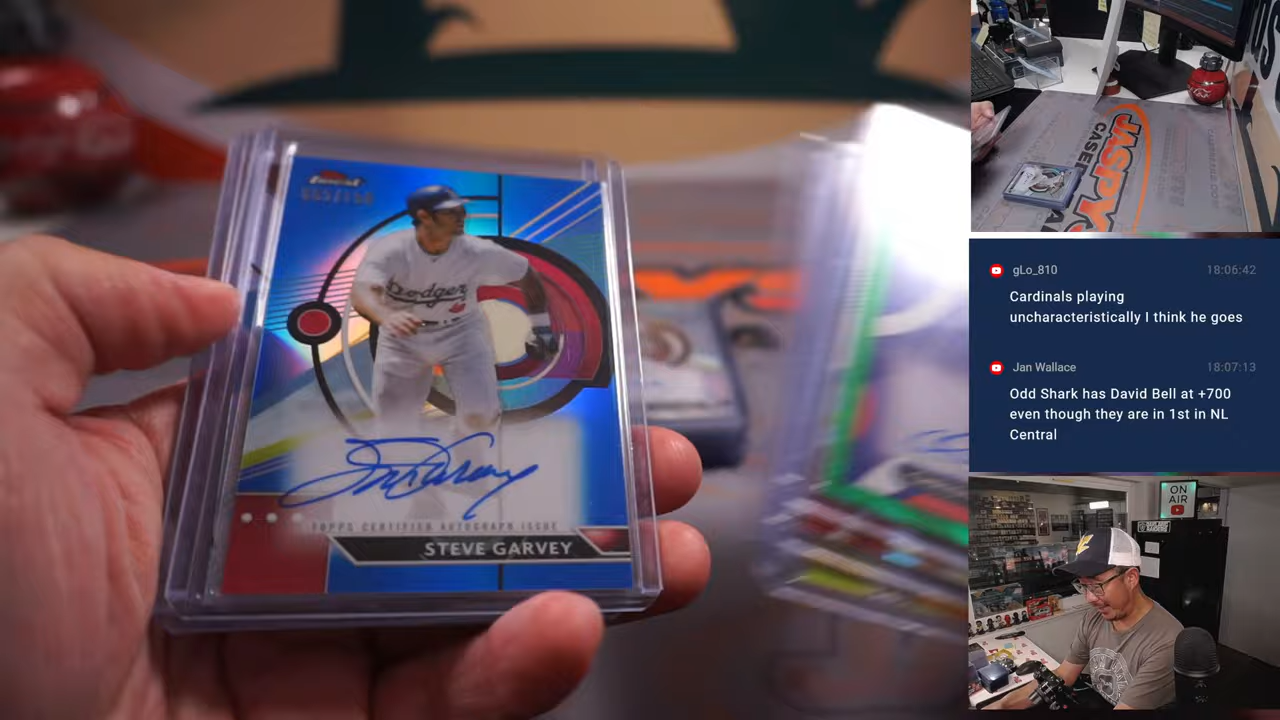 Finest
Dodgers
TOPPS CERTIFIED AUTOGRAPH ISSUE
STEVE GARVEY
JASPY'S
CASE
gLo_810 18:06:42
Cardinals playing
uncharacteristically I think he goes
Jan Wallace 18:07:13
Odd Shark has David Bell at +700
even though they are in 1st in NL
Central
ON
AIR